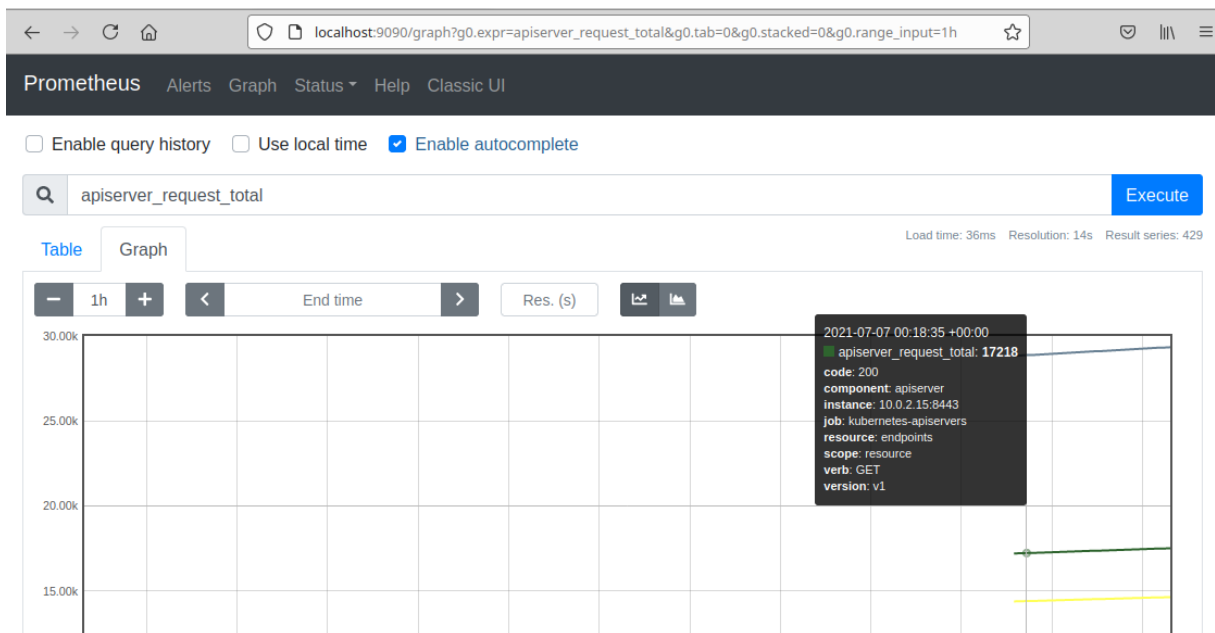 localhost:9090/graph?g0.expr=apiserver_request_total&g0.tab=0&g0.stacked=0&g0.range_input=1h
Prometheus Alerts Graph Status Help Classic UI
Enable query history Use local time Enable autocomplete
apiserver_request_total Execute
Load time: 36ms Resolution: 14s Result series: 429
Table Graph
1h End time Res. (s)
30.00k
2021-07-07 00:18:35 +00:00
apiserver_request_total: 17218
code: 200
component: apiserver
instance: 10.0.2.15:8443
job: kubernetes-apiservers
resource: endpoints
scope: resource
verb: GET
version: v1
25.00k
20.00k
15.00k